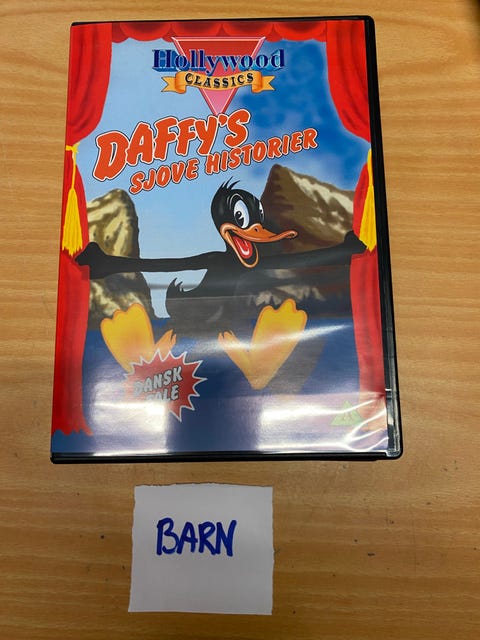 Hollywood
CLASSICS
DAFFY'S
SJOVE HISTORIER
DANSK
TALE
BARN